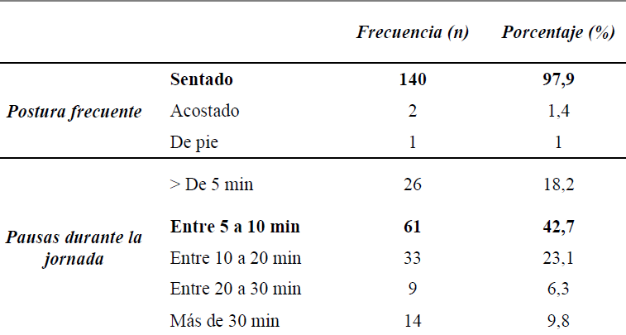 Frecuencia (n) Porcentaje (%)
Postura frecuente
Sentado 140 97,9
Acostado 2 1,4
De pie 1 1
Pausas durante la
jornada
> De 5 min 26 18,2
Entre 5 a 10 min 61 42,7
Entre 10 a 20 min 33 23,1
Entre 20 a 30 min 9 6,3
Más de 30 min 14 9,8